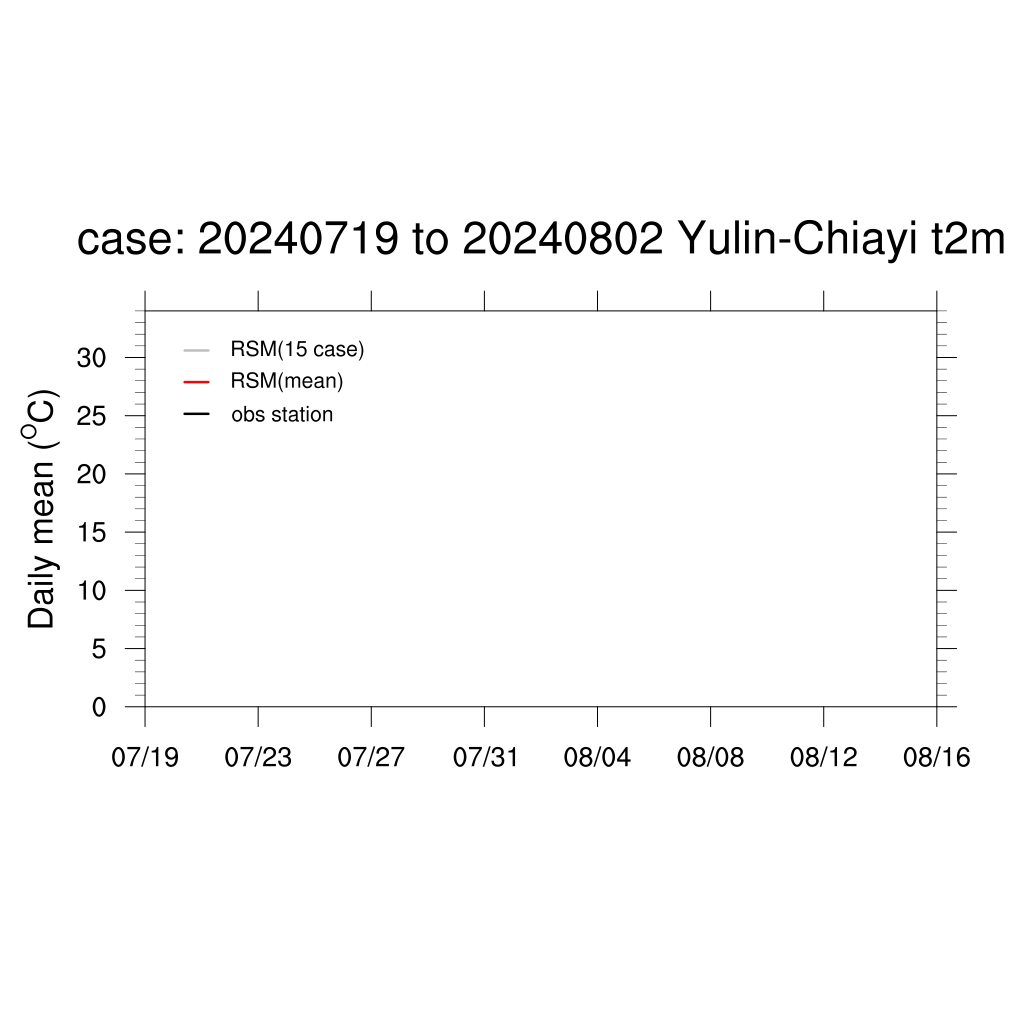 case: 20240719 to 20240802 Yulin-Chiayi t2m
RSM(15 case)
RSM(mean)
obs station
Daily mean (°C)
30
25
20
15
10
5
0
07/19 07/23 07/27 07/31 08/04 08/08 08/12 08/16